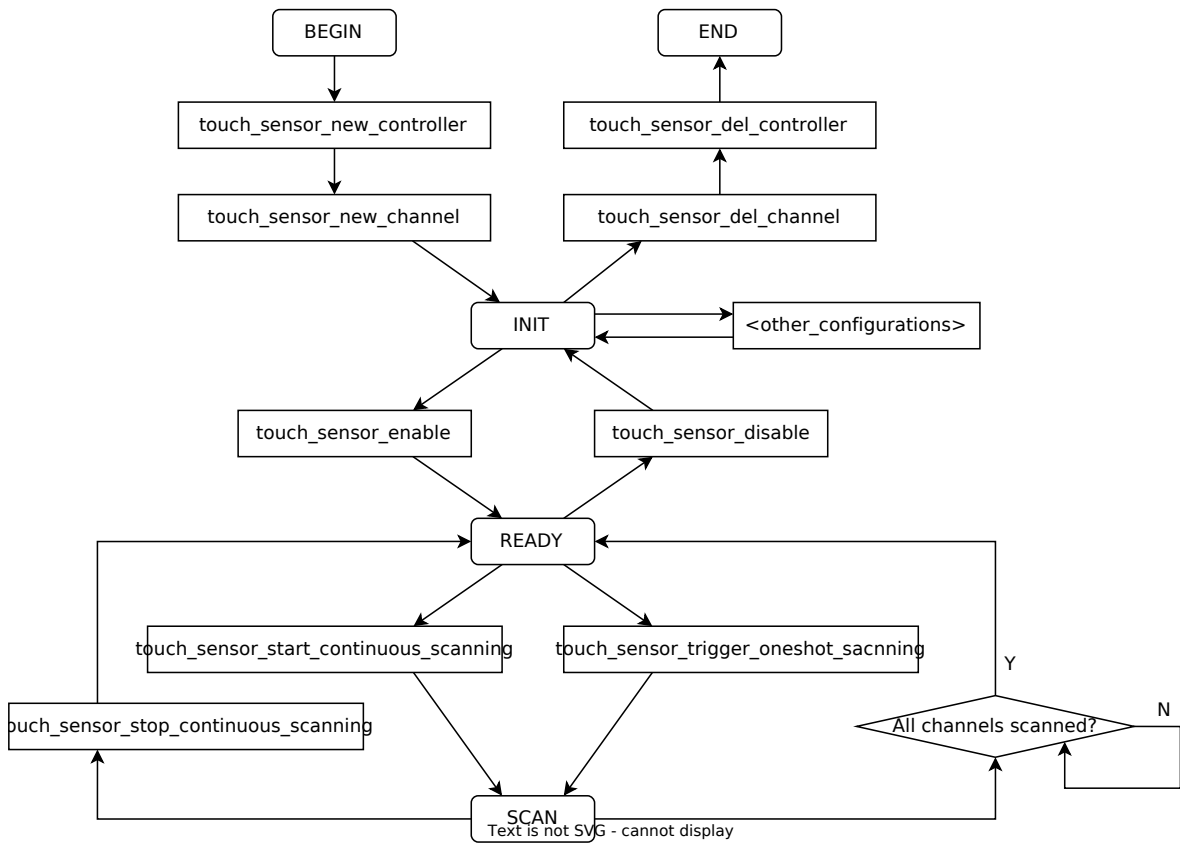 BEGIN
END
touch_sensor_new_controller
touch_sensor_del_controller
touch_sensor_new_channel
touch_sensor_del_channel
INIT
<other_configurations>
touch_sensor_enable
touch_sensor_disable
READY
touch_sensor_start_continuous_scanning
touch_sensor_trigger_oneshot_sacnning
Y
ouch_sensor_stop_continuous_scanning
All channels scanned?
N
SCAN
Text is not SVG - cannot display